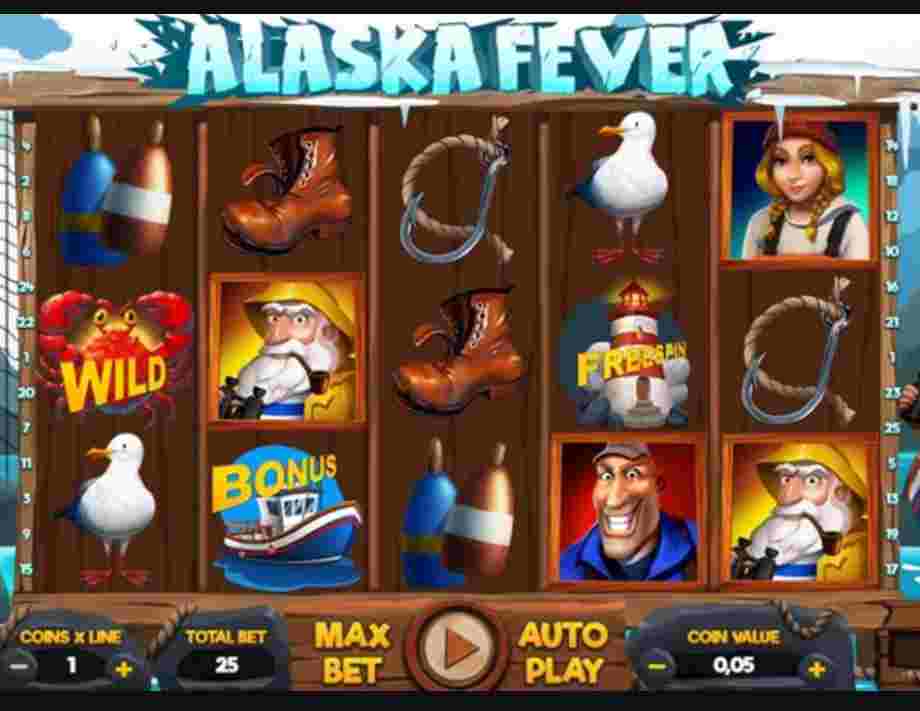 ALASKA FEVER
4
2
8
6
24
22
1
20
7
11
3
9
15
14
18
12
10
16
21
23
25
5
13
19
17
WILD
FREESPIN
BONUS
COINS X LINE
1
TOTAL BET
25
MAX
BET
AUTO
PLAY
COIN VALUE
0,05